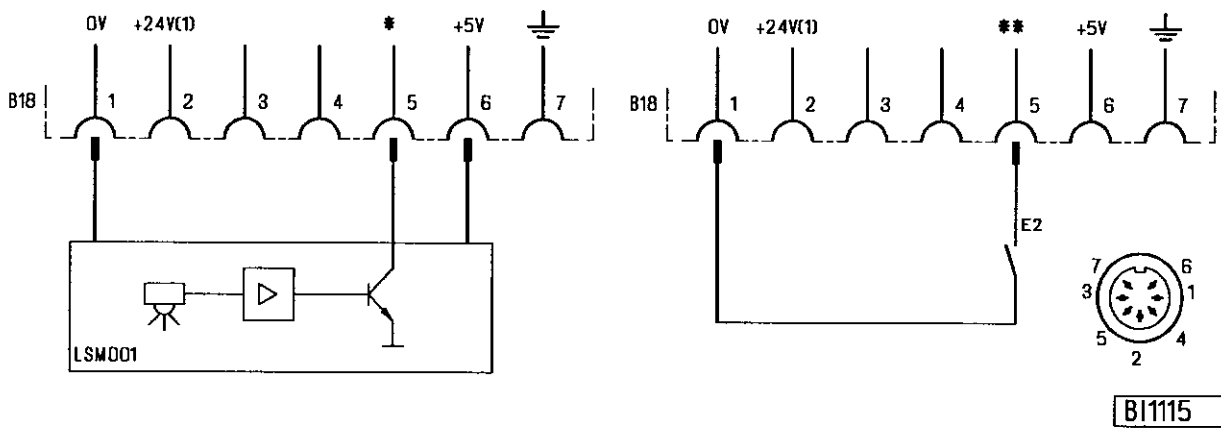 0V +24V(1) * +5V
B18 1 2 3 4 5 6 7
LSM001
0V +24V(1) ** +5V
B18 1 2 3 4 5 6 7
E2
7 6
3 1
5 4
2
BI1115